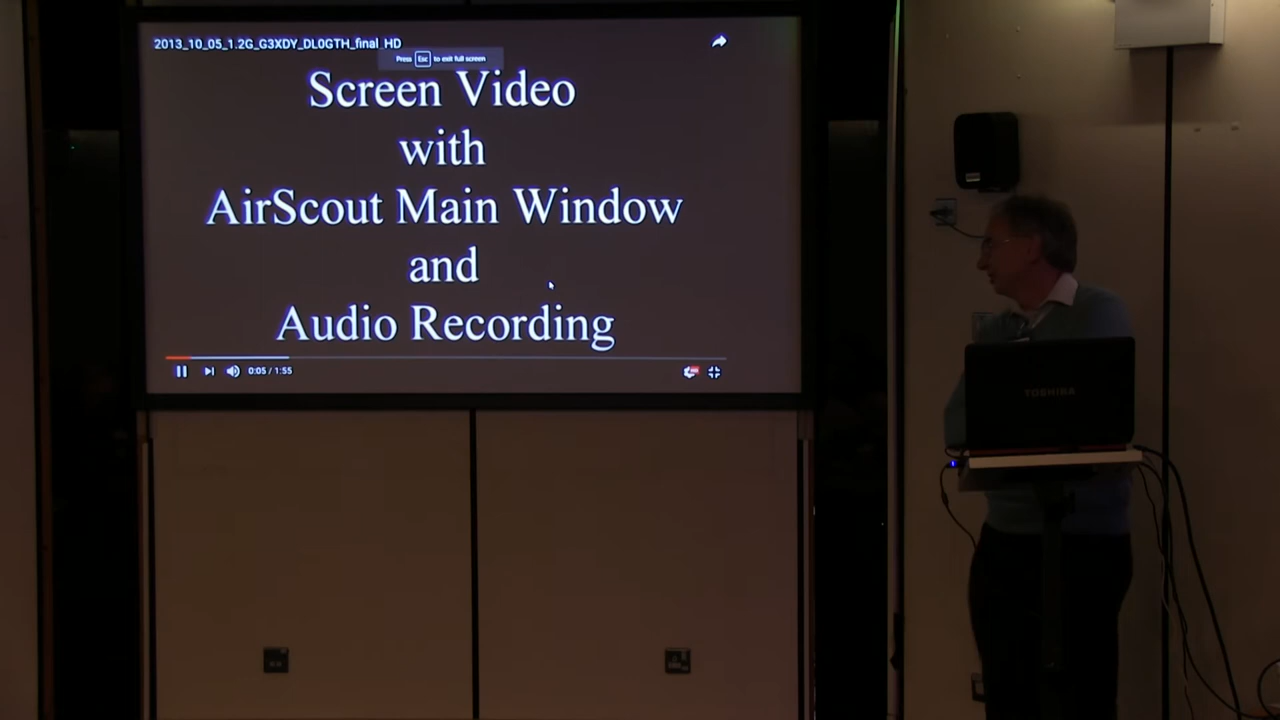 2013_10_05_1.2G_G3XDY_DL0GTH_final_HD
Press Esc to exit full screen
Screen Video
with
AirScout Main Window
and
Audio Recording
0:05 / 1:55
TOSHIBA